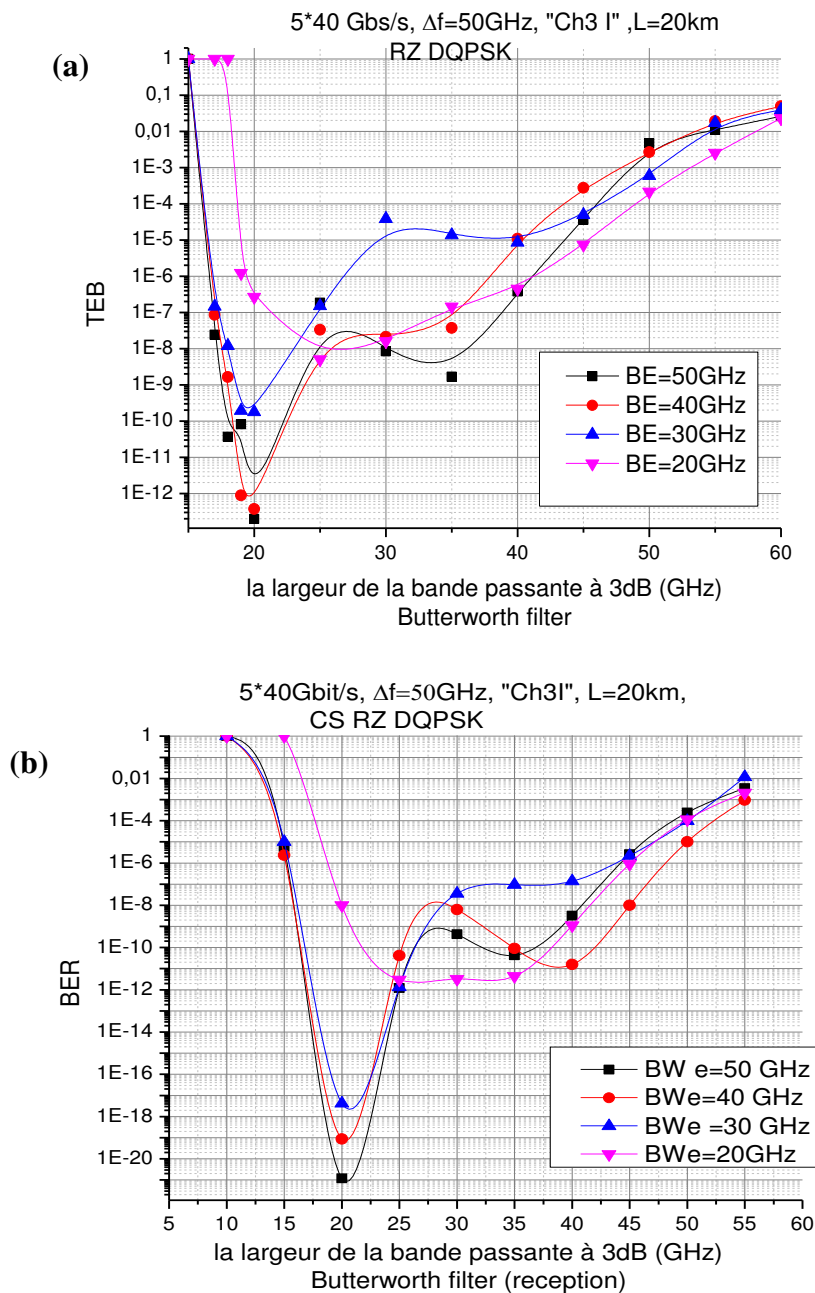 (a)
5*40 Gbs/s, Δf=50GHz, "Ch3 I" ,L=20km
RZ DQPSK
1
0,1
0,01
1E-3
1E-4
1E-5
1E-6
1E-7
1E-8
1E-9
1E-10
1E-11
1E-12
TEB
BE=50GHz
BE=40GHz
BE=30GHz
BE=20GHz
20 30 40 50 60
la largeur de la bande passante à 3dB (GHz)
Butterworth filter
(b)
5*40Gbit/s, Δf=50GHz, "Ch3I", L=20km,
CS RZ DQPSK
1
0,01
1E-4
1E-6
1E-8
1E-10
1E-12
1E-14
1E-16
1E-18
1E-20
BER
BW e=50 GHz
BWe=40 GHz
BWe =30 GHz
BWe=20GHz
5 10 15 20 25 30 35 40 45 50 55 60
la largeur de la bande passante à 3dB (GHz)
Butterworth filter (reception)